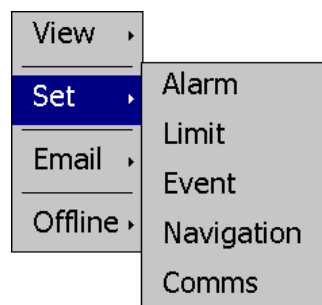 View
Set
Email
Offline
Alarm
Limit
Event
Navigation
Comms